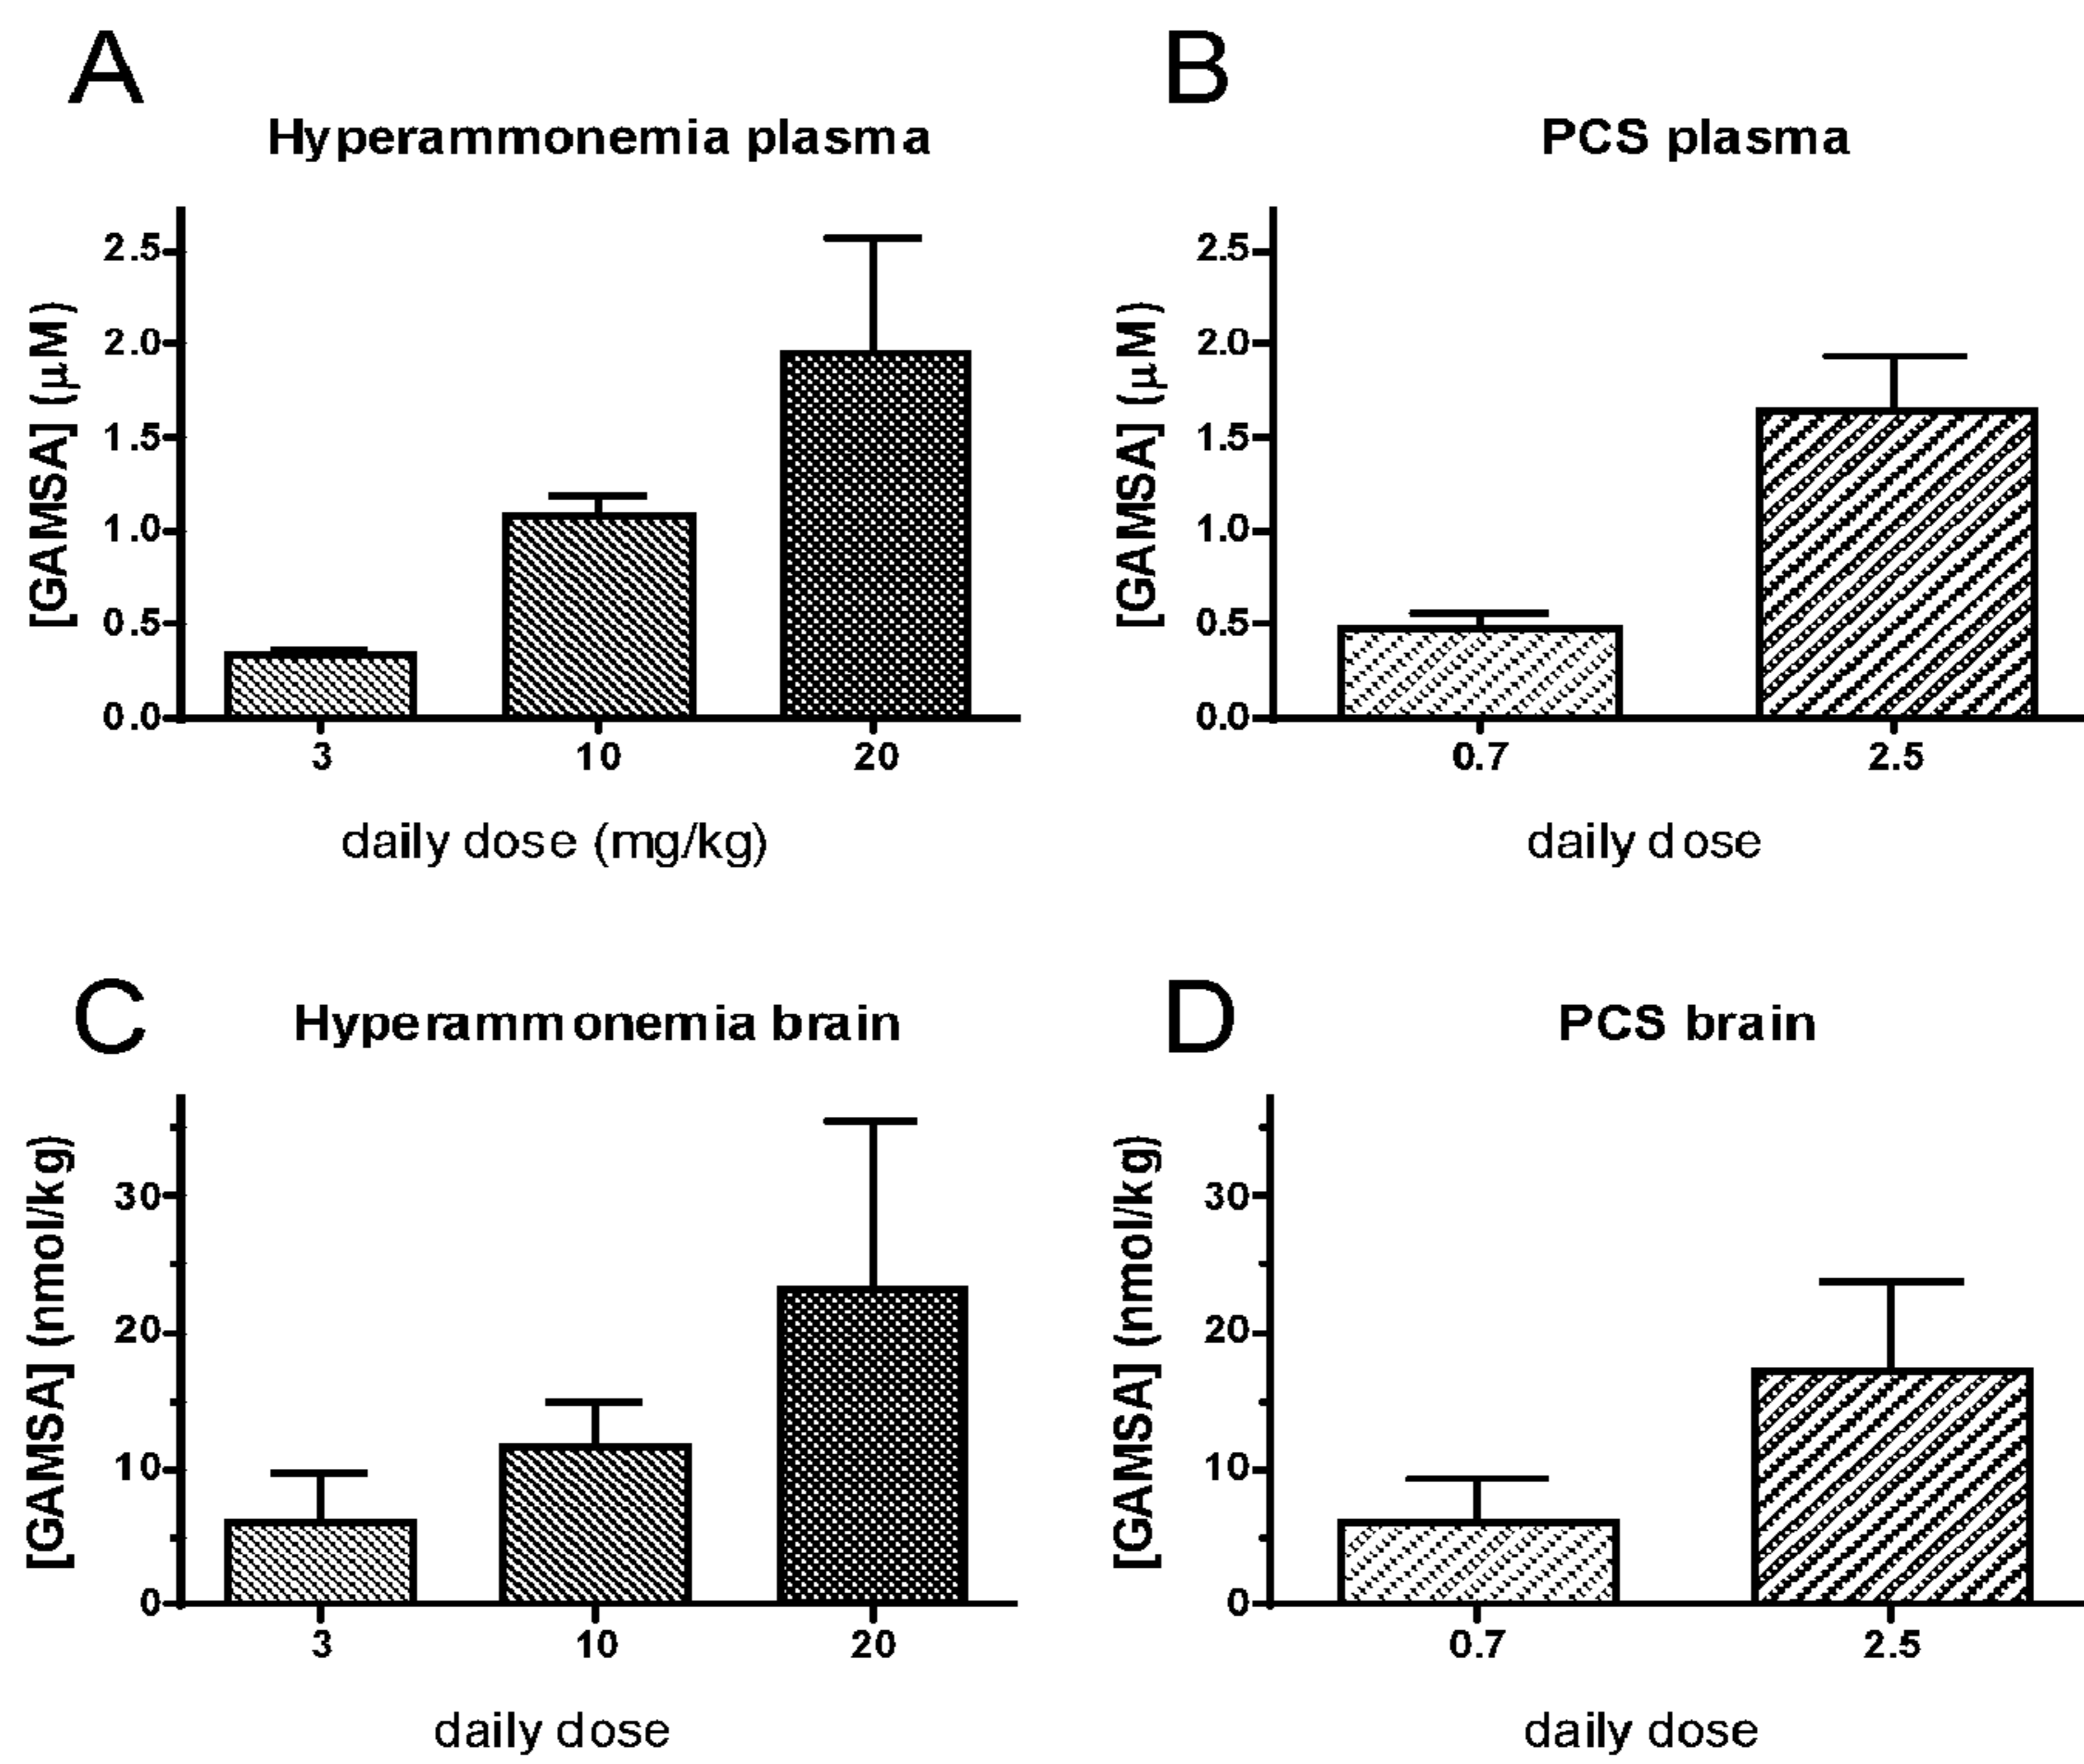 A
Hyperammonemia plasma
[GAMSA] (μM)
2.5
2.0
1.5
1.0
0.5
0.0
3 10 20
daily dose (mg/kg)
B
PCS plasma
[GAMSA] (μM)
2.5
2.0
1.5
1.0
0.5
0.0
0.7 2.5
daily dose
C
Hyperammonemia brain
[GAMSA] (nmol/kg)
30
20
10
0
3 10 20
daily dose
D
PCS brain
[GAMSA] (nmol/kg)
30
20
10
0
0.7 2.5
daily dose